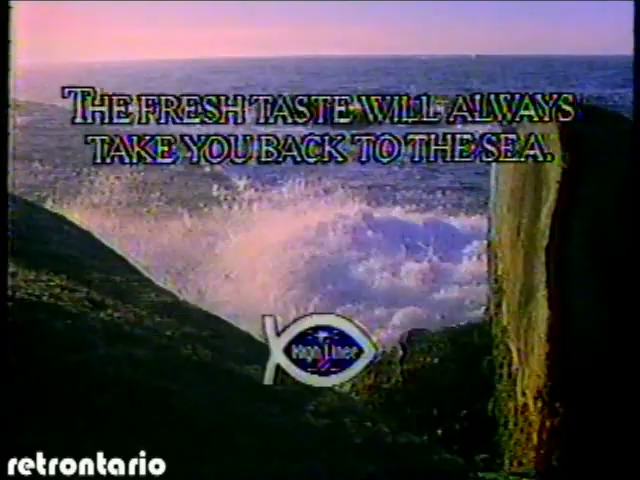 THE FRESH TASTE WILL ALWAYS
TAKE YOU BACK TO THE SEA.
High Liner
retrontario